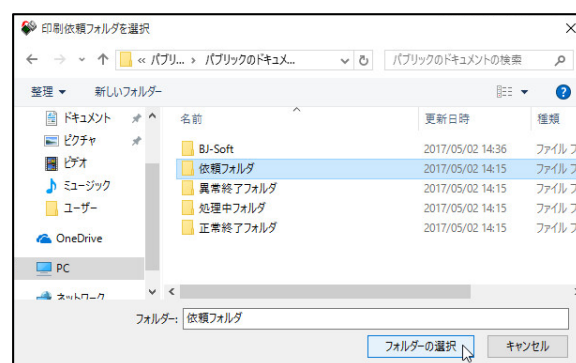 印刷依頼フォルダを選択
« パブリ... › パブリックのドキュメ...
パブリックのドキュメントの検索
整理 新しいフォルダー
ドキュメント
ピクチャ
ビデオ
ミュージック
ユーザー
OneDrive
PC
ネットワーク
名前 更新日時 種類
BJ-Soft 2017/05/02 14:36 ファイル フ
依頼フォルダ 2017/05/02 14:15 ファイル フ
異常終了フォルダ 2017/05/02 14:15 ファイル フ
処理中フォルダ 2017/05/02 14:15 ファイル フ
正常終了フォルダ 2017/05/02 14:15 ファイル フ
フォルダー: 依頼フォルダ
フォルダーの選択 キャンセル